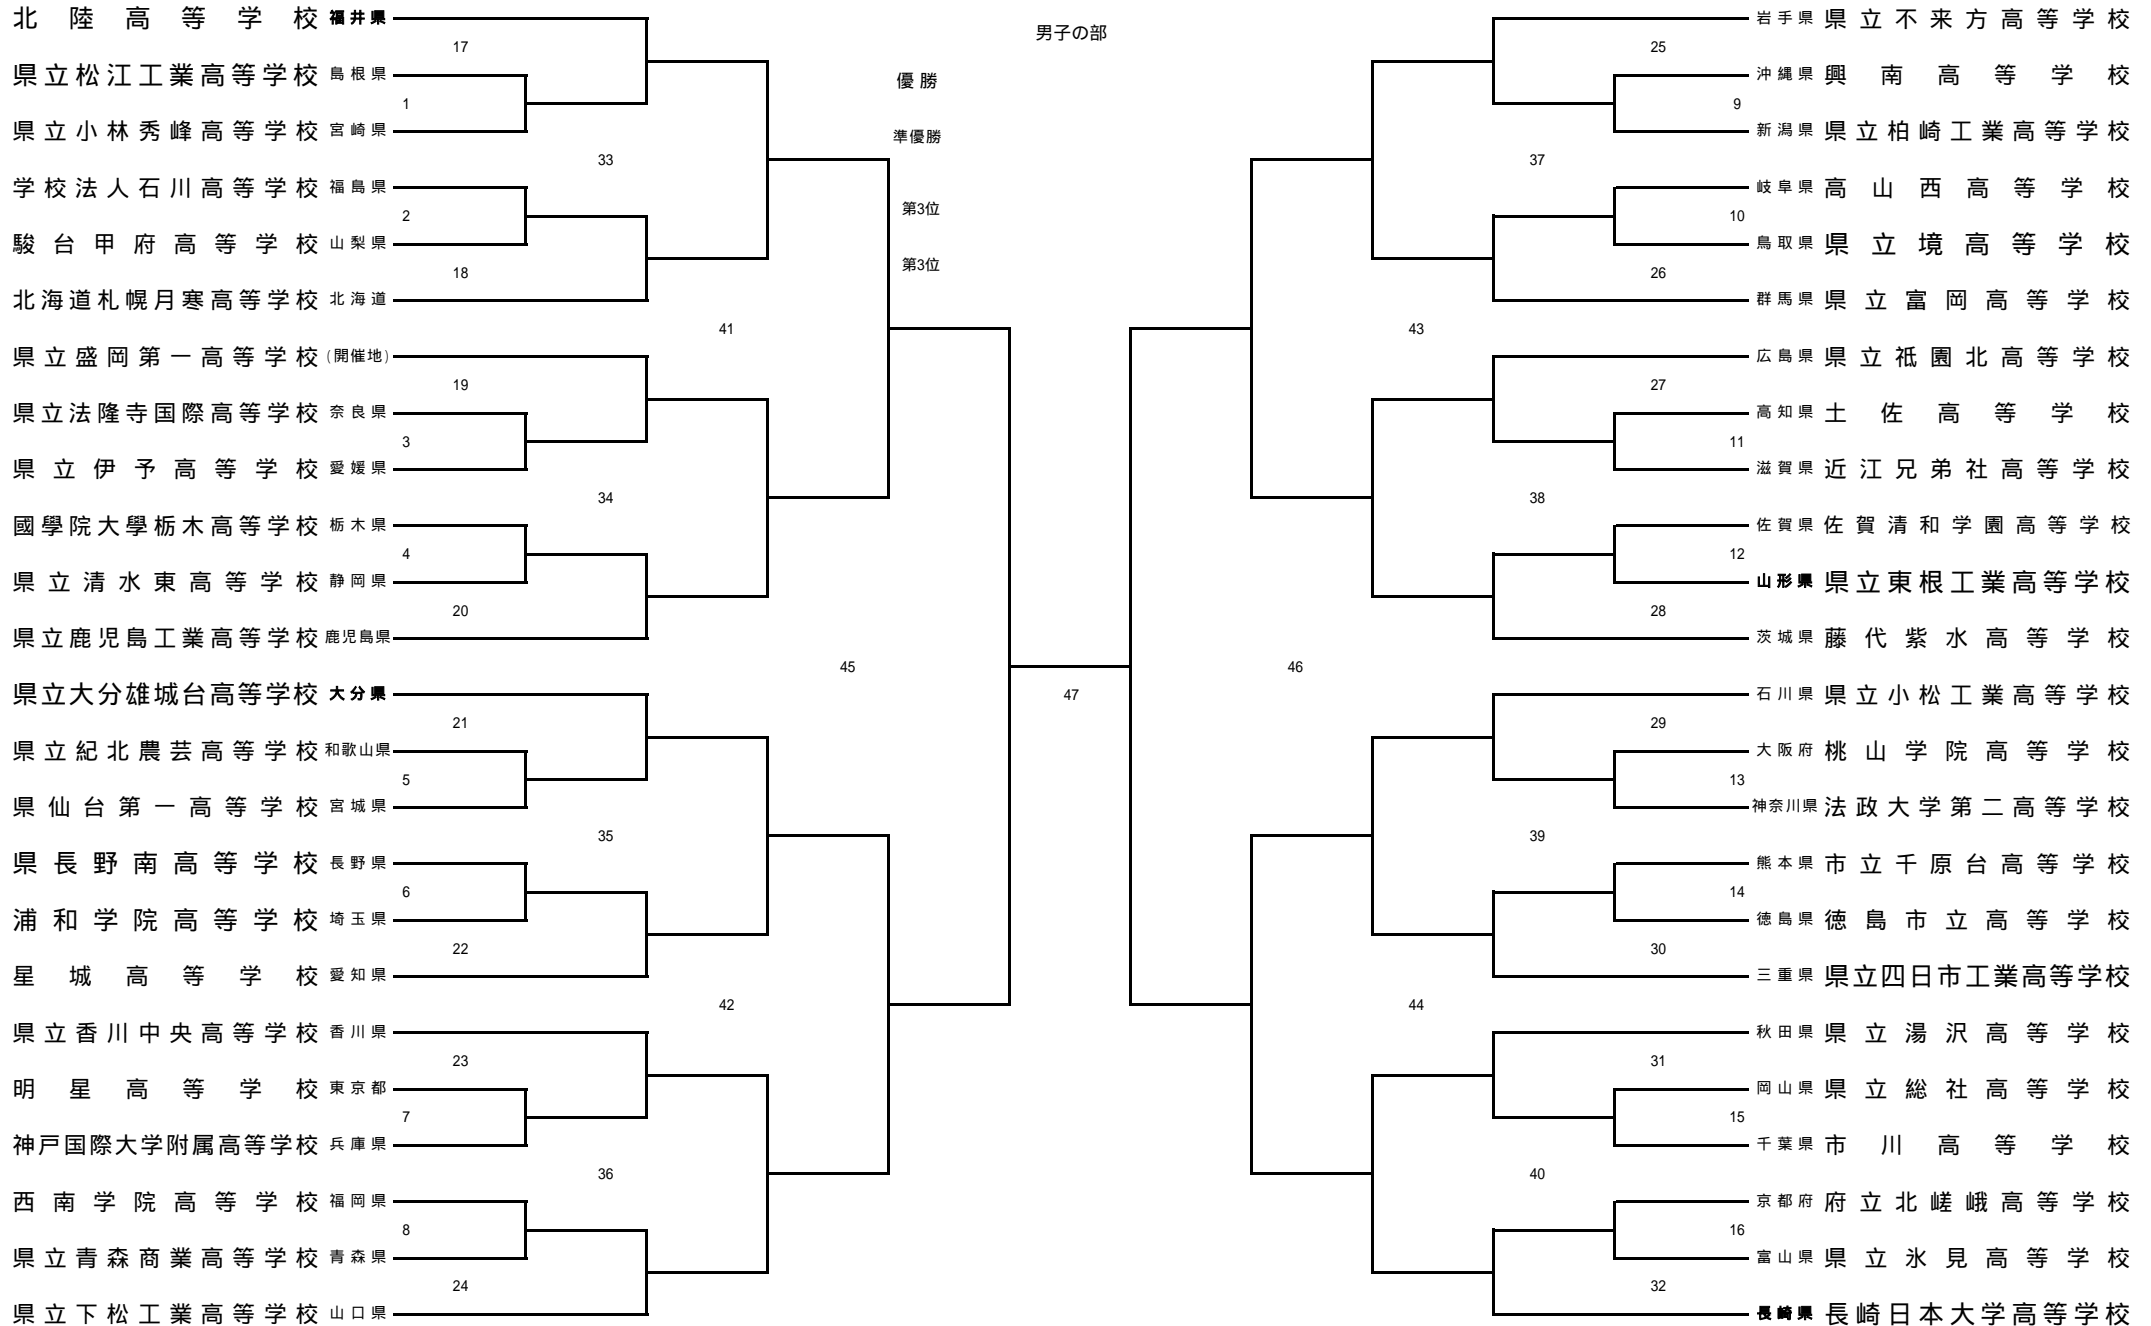 男子の部
優勝
準優勝
第3位
第3位
北陸高等学校 福井県
17
県立松江工業高等学校 島根県
1
県立小林秀峰高等学校 宮崎県
33
学校法人石川高等学校 福島県
2
駿台甲府高等学校 山梨県
18
北海道札幌月寒高等学校 北海道
41
県立盛岡第一高等学校 (開催地)
19
県立法隆寺国際高等学校 奈良県
3
県立伊予高等学校 愛媛県
34
國學院大學栃木高等学校 栃木県
4
県立清水東高等学校 静岡県
20
県立鹿児島工業高等学校 鹿児島県
45
県立大分雄城台高等学校 大分県
21
県立紀北農芸高等学校 和歌山県
5
県仙台第一高等学校 宮城県
35
県長野南高等学校 長野県
6
浦和学院高等学校 埼玉県
22
星城高等学校 愛知県
42
県立香川中央高等学校 香川県
23
明星高等学校 東京都
7
神戸国際大学附属高等学校 兵庫県
36
西南学院高等学校 福岡県
8
県立青森商業高等学校 青森県
24
県立下松工業高等学校 山口県
47
岩手県 県立不来方高等学校
25
沖縄県 興南高等学校
9
新潟県 県立柏崎工業高等学校
37
岐阜県 高山西高等学校
10
鳥取県 県立境高等学校
26
群馬県 県立富岡高等学校
43
広島県 県立祇園北高等学校
27
高知県 土佐高等学校
11
滋賀県 近江兄弟社高等学校
38
佐賀県 佐賀清和学園高等学校
12
山形県 県立東根工業高等学校
28
茨城県 藤代紫水高等学校
46
石川県 県立小松工業高等学校
29
大阪府 桃山学院高等学校
13
神奈川県 法政大学第二高等学校
39
熊本県 市立千原台高等学校
14
徳島県 徳島市立高等学校
30
三重県 県立四日市工業高等学校
44
秋田県 県立湯沢高等学校
31
岡山県 県立総社高等学校
15
千葉県 市川高等学校
40
京都府 府立北嵯峨高等学校
16
富山県 県立氷見高等学校
32
長崎県 長崎日本大学高等学校